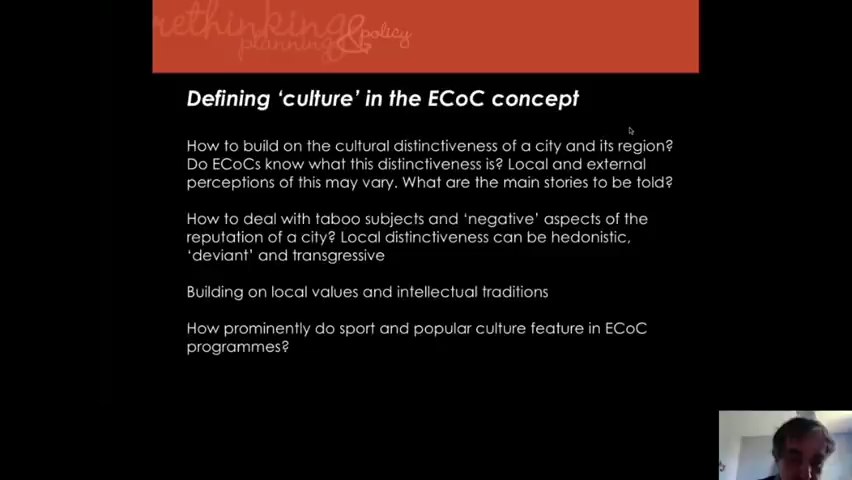 rethinking
planning & policy
Defining ‘culture’ in the ECoC concept
How to build on the cultural distinctiveness of a city and its region?
Do ECoCs know what this distinctiveness is? Local and external
perceptions of this may vary. What are the main stories to be told?
How to deal with taboo subjects and ‘negative’ aspects of the
reputation of a city? Local distinctiveness can be hedonistic,
‘deviant’ and transgressive
Building on local values and intellectual traditions
How prominently do sport and popular culture feature in ECoC
programmes?